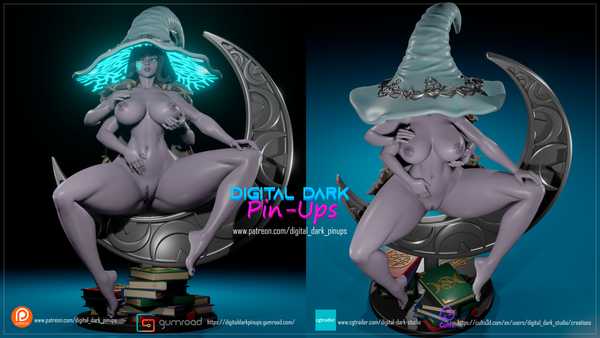 DIGITAL DARK
Pin-Ups
www.patreon.com/digital_dark_pinups
www.patreon.com/digital_dark_pinups
gumroad
https://digitaldarkpinups.gumroad.com/
cgtrader
www.cgtrader.com/digital-dark-studio
https://cults3d.com/en/users/digital_dark_studio/creations